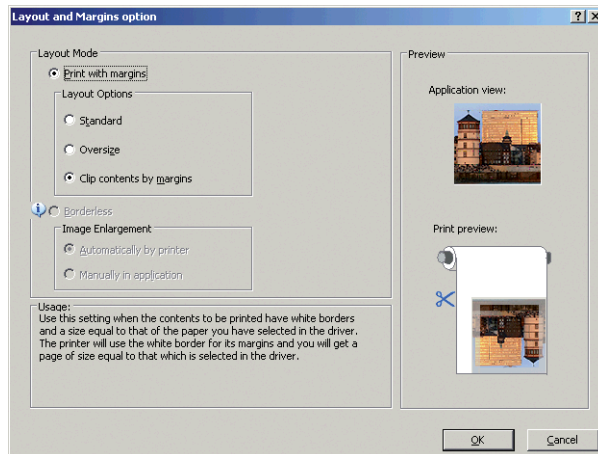 Layout and Margins option
Layout Mode
Print with margins
Layout Options
Standard
Oversize
Clip contents by margins
Borderless
Image Enlargement
Automatically by printer
Manually in application
Usage:
Use this setting when the contents to be printed have white borders
and a size equal to that of the paper you have selected in the driver.
The printer will use the white border for its margins and you will get a
page of size equal to that which is selected in the driver.
Preview
Application view:
Print preview:
OK
Cancel